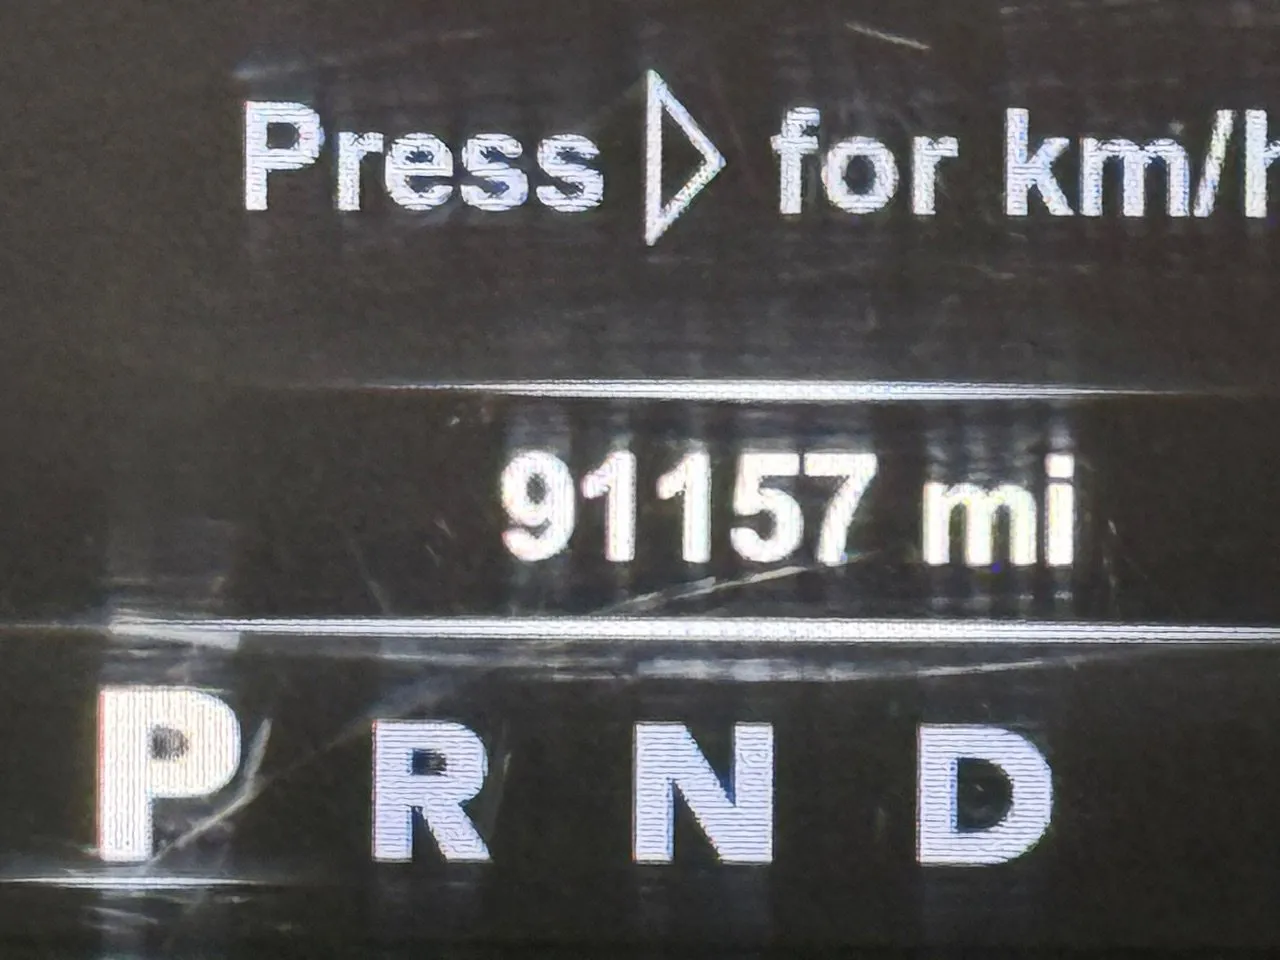 Press ▷ for km/h
91157 mi
P R N D